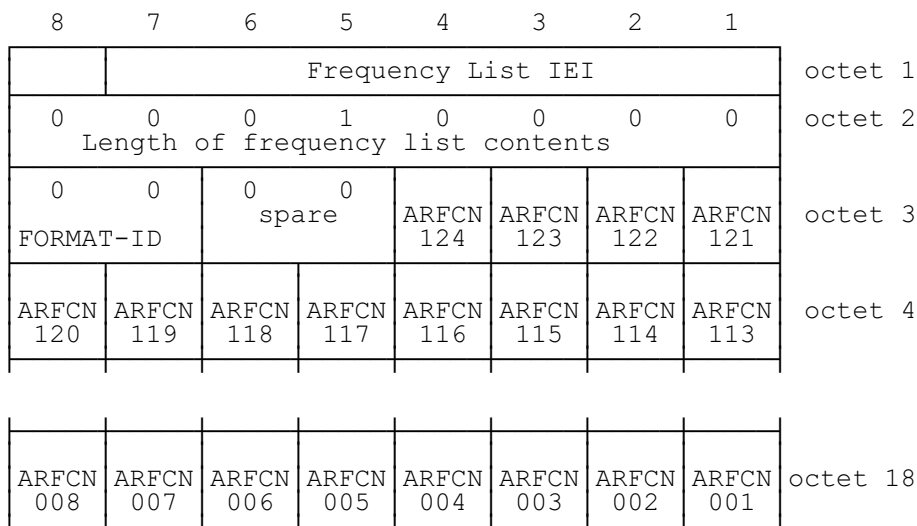 8 7 6 5 4 3 2 1
Frequency List IEI octet 1
0 0 0 1 0 0 0 0 octet 2
Length of frequency list contents
0 0 0 0
spare ARFCN ARFCN ARFCN ARFCN octet 3
FORMAT-ID 124 123 122 121
ARFCN ARFCN ARFCN ARFCN ARFCN ARFCN ARFCN ARFCN octet 4
120 119 118 117 116 115 114 113
ARFCN ARFCN ARFCN ARFCN ARFCN ARFCN ARFCN ARFCN octet 18
008 007 006 005 004 003 002 001